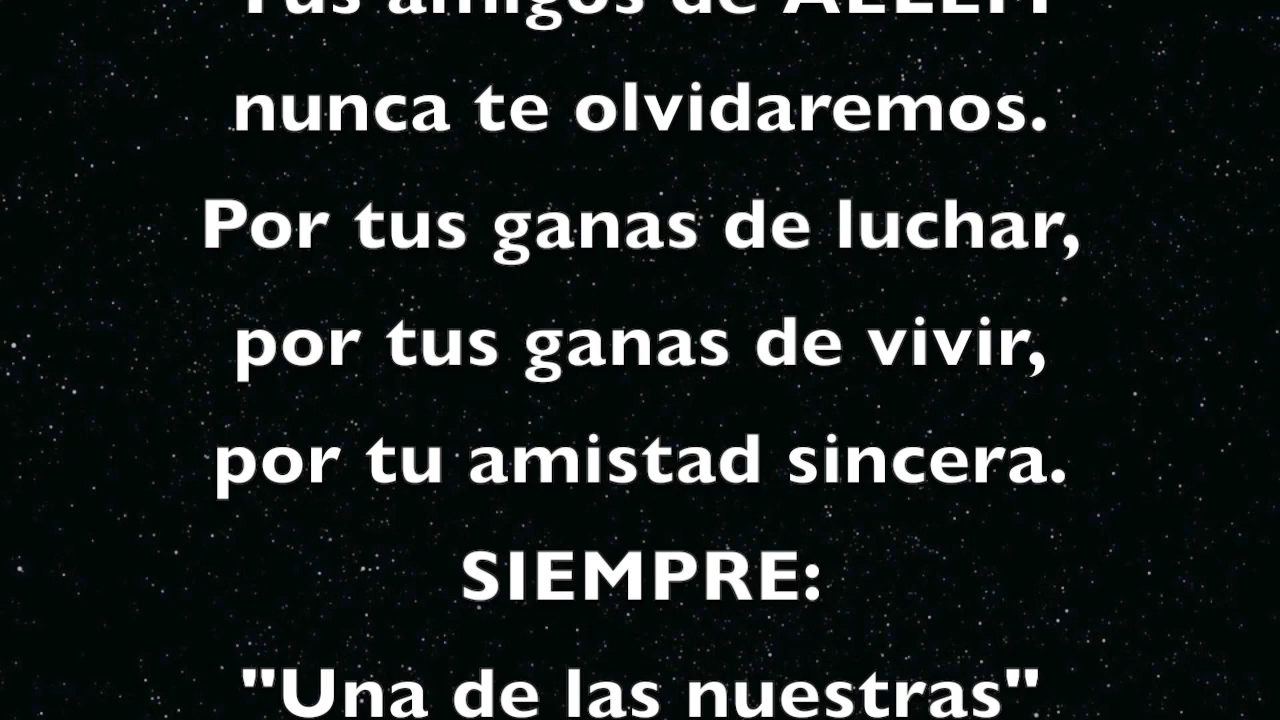 Tus amigos de
nunca te olvidaremos.
Por tus ganas de luchar,
por tus ganas de vivir,
por tu amistad sincera.
SIEMPRE:
"Una de las nuestras"